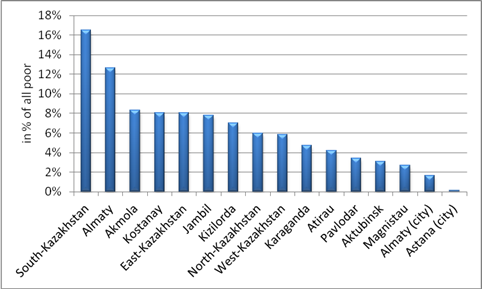 in % of all poor
18%
16%
14%
12%
10%
8%
6%
4%
2%
0%
South-Kazakhstan
Almaty
Akmola
Kostanay
East-Kazakhstan
Jambil
Kizilorda
North-Kazakhstan
West-Kazakhstan
Karaganda
Atirau
Pavlodar
Aktubinsk
Magnistau
Almaty (city)
Astana (city)